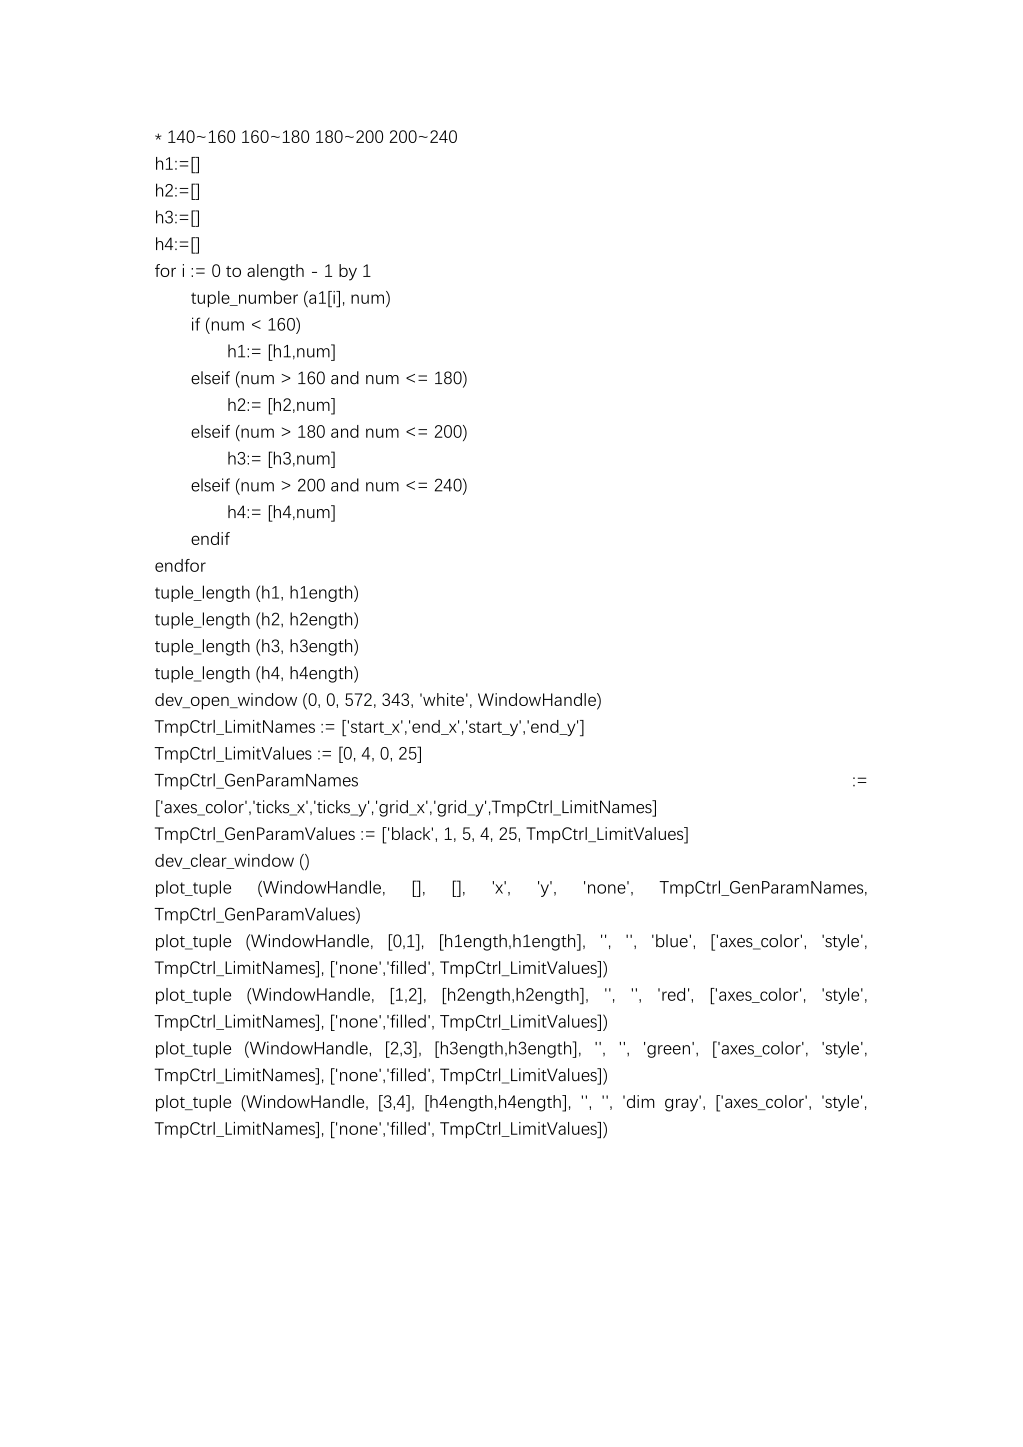 * 140~160 160~180 180~200 200~240
h1:=[]
h2:=[]
h3:=[]
h4:=[]
for i := 0 to alength - 1 by 1
tuple_number (a1[i], num)
if (num < 160)
h1:= [h1,num]
elseif (num > 160 and num <= 180)
h2:= [h2,num]
elseif (num > 180 and num <= 200)
h3:= [h3,num]
elseif (num > 200 and num <= 240)
h4:= [h4,num]
endif
endfor
tuple_length (h1, h1ength)
tuple_length (h2, h2ength)
tuple_length (h3, h3ength)
tuple_length (h4, h4ength)
dev_open_window (0, 0, 572, 343, 'white', WindowHandle)
TmpCtrl_LimitNames := ['start_x','end_x','start_y','end_y']
TmpCtrl_LimitValues := [0, 4, 0, 25]
TmpCtrl_GenParamNames :=
['axes_color','ticks_x','ticks_y','grid_x','grid_y',TmpCtrl_LimitNames]
TmpCtrl_GenParamValues := ['black', 1, 5, 4, 25, TmpCtrl_LimitValues]
dev_clear_window ()
plot_tuple (WindowHandle, [], [], 'x', 'y', 'none', TmpCtrl_GenParamNames,
TmpCtrl_GenParamValues)
plot_tuple (WindowHandle, [0,1], [h1ength,h1ength], '', '', 'blue', ['axes_color', 'style',
TmpCtrl_LimitNames], ['none','filled', TmpCtrl_LimitValues])
plot_tuple (WindowHandle, [1,2], [h2ength,h2ength], '', '', 'red', ['axes_color', 'style',
TmpCtrl_LimitNames], ['none','filled', TmpCtrl_LimitValues])
plot_tuple (WindowHandle, [2,3], [h3ength,h3ength], '', '', 'green', ['axes_color', 'style',
TmpCtrl_LimitNames], ['none','filled', TmpCtrl_LimitValues])
plot_tuple (WindowHandle, [3,4], [h4ength,h4ength], '', '', 'dim gray', ['axes_color', 'style',
TmpCtrl_LimitNames], ['none','filled', TmpCtrl_LimitValues])